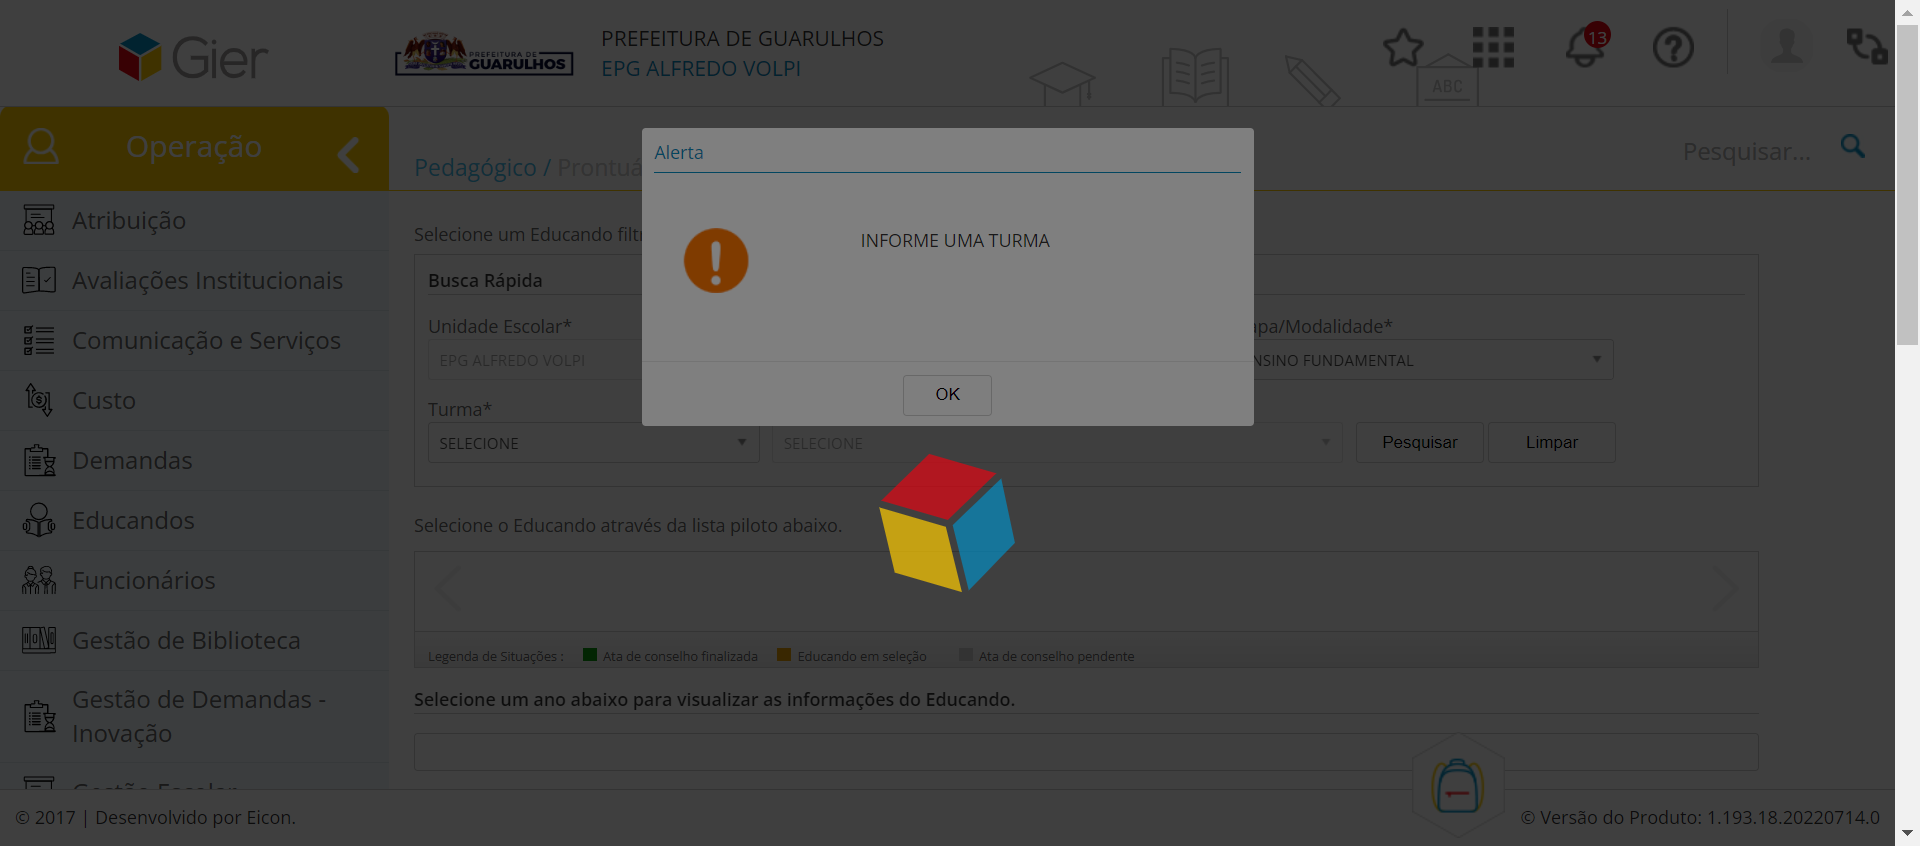 Gier
PREFEITURA DE
GUARULHOS
PREFEITURA DE GUARULHOS
EPG ALFREDO VOLPI
ABC
13
Operação
Pedagógico / Prontuá
Pesquisar...
Alerta
INFORME UMA TURMA
OK
Atribuição
Avaliações Institucionais
Comunicação e Serviços
Custo
Demandas
Educandos
Funcionários
Gestão de Biblioteca
Gestão de Demandas -
Inovação
Gestão Escolar
Selecione um Educando filtr
Busca Rápida
Unidade Escolar*
apa/Modalidade*
EPG ALFREDO VOLPI
NSINO FUNDAMENTAL
Turma*
SELECIONE
SELECIONE
Pesquisar
Limpar
Selecione o Educando através da lista piloto abaixo.
Legenda de Situações : Ata de conselho finalizada Educando em seleção Ata de conselho pendente
Selecione um ano abaixo para visualizar as informações do Educando.
© 2017 | Desenvolvido por Eicon.
© Versão do Produto: 1.193.18.20220714.0